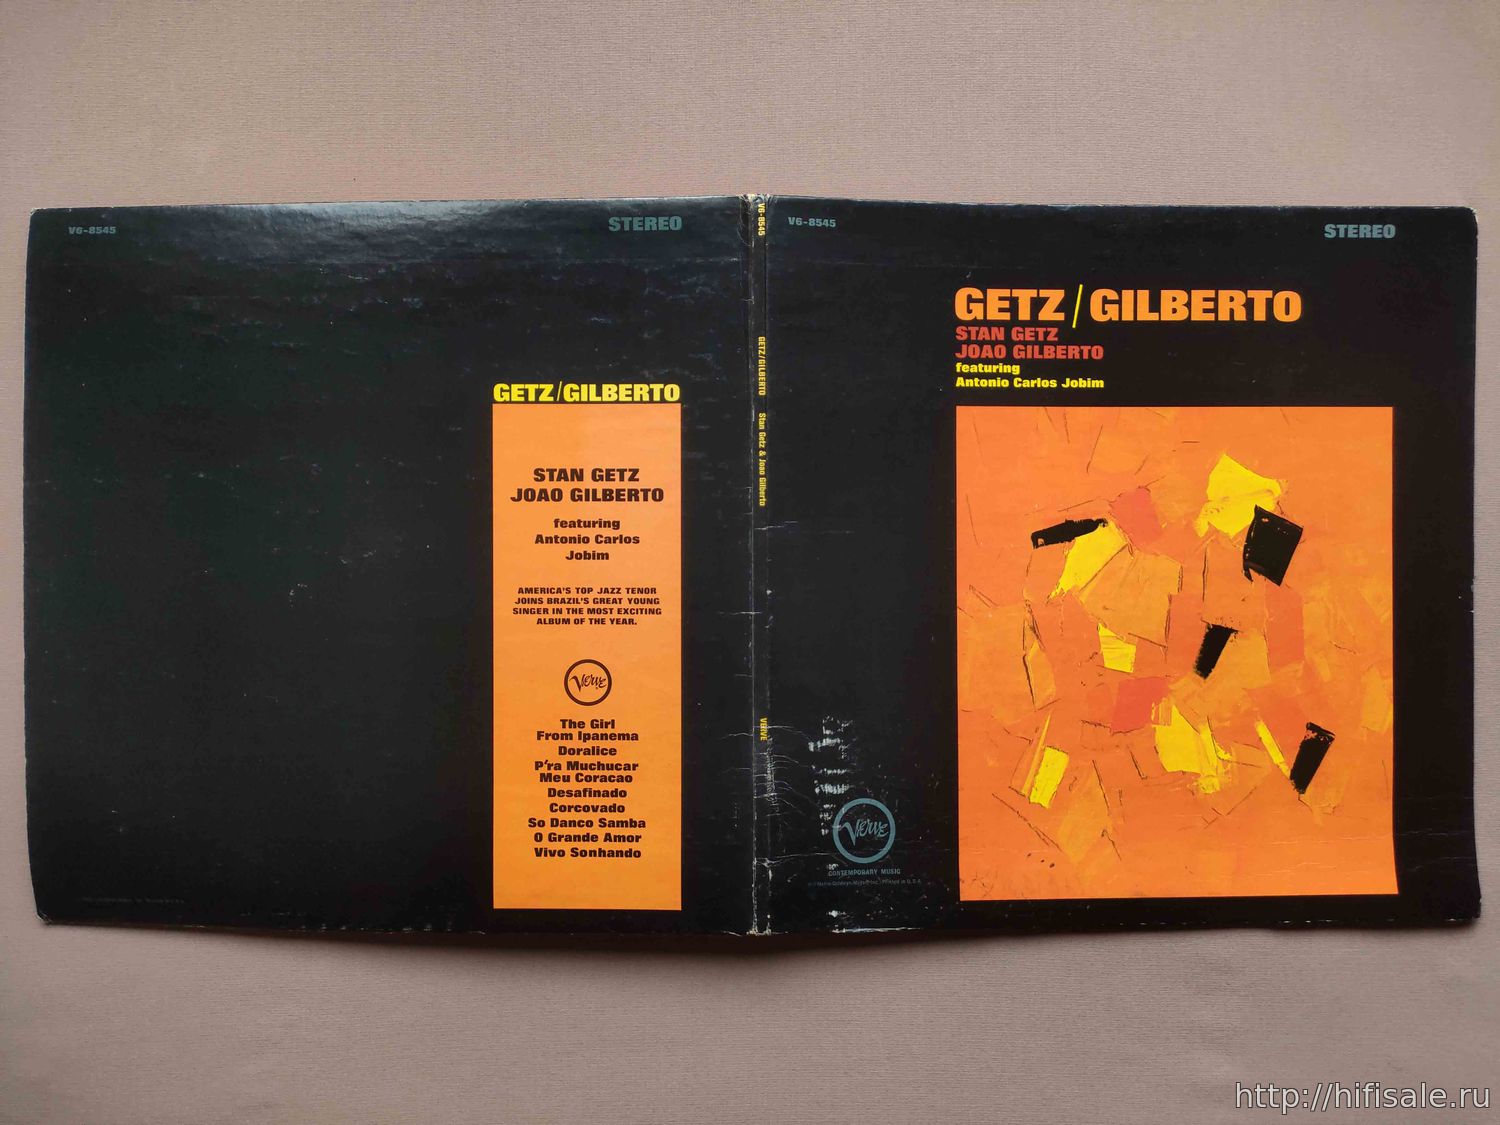 V6-8545
STEREO
GETZ/GILBERTO
STAN GETZ
JOAO GILBERTO
featuring
Antonio Carlos
Jobim
AMERICA'S TOP JAZZ TENOR
JOINS BRAZIL'S GREAT YOUNG
SINGER IN THE MOST EXCITING
ALBUM OF THE YEAR.
Verve
The Girl
From Ipanema
Doralice
P'ra Muchucar
Meu Coracao
Desafinado
Corcovado
So Danco Samba
O Grande Amor
Vivo Sonhando
V6-8545 GETZ/GILBERTO Stan Getz & Joao Gilberto VERVE
V6-8545
STEREO
GETZ/GILBERTO
STAN GETZ
JOAO GILBERTO
featuring
Antonio Carlos Jobim
Verve
CONTEMPORARY MUSIC
Printed in U.S.A.
http://hifisale.ru